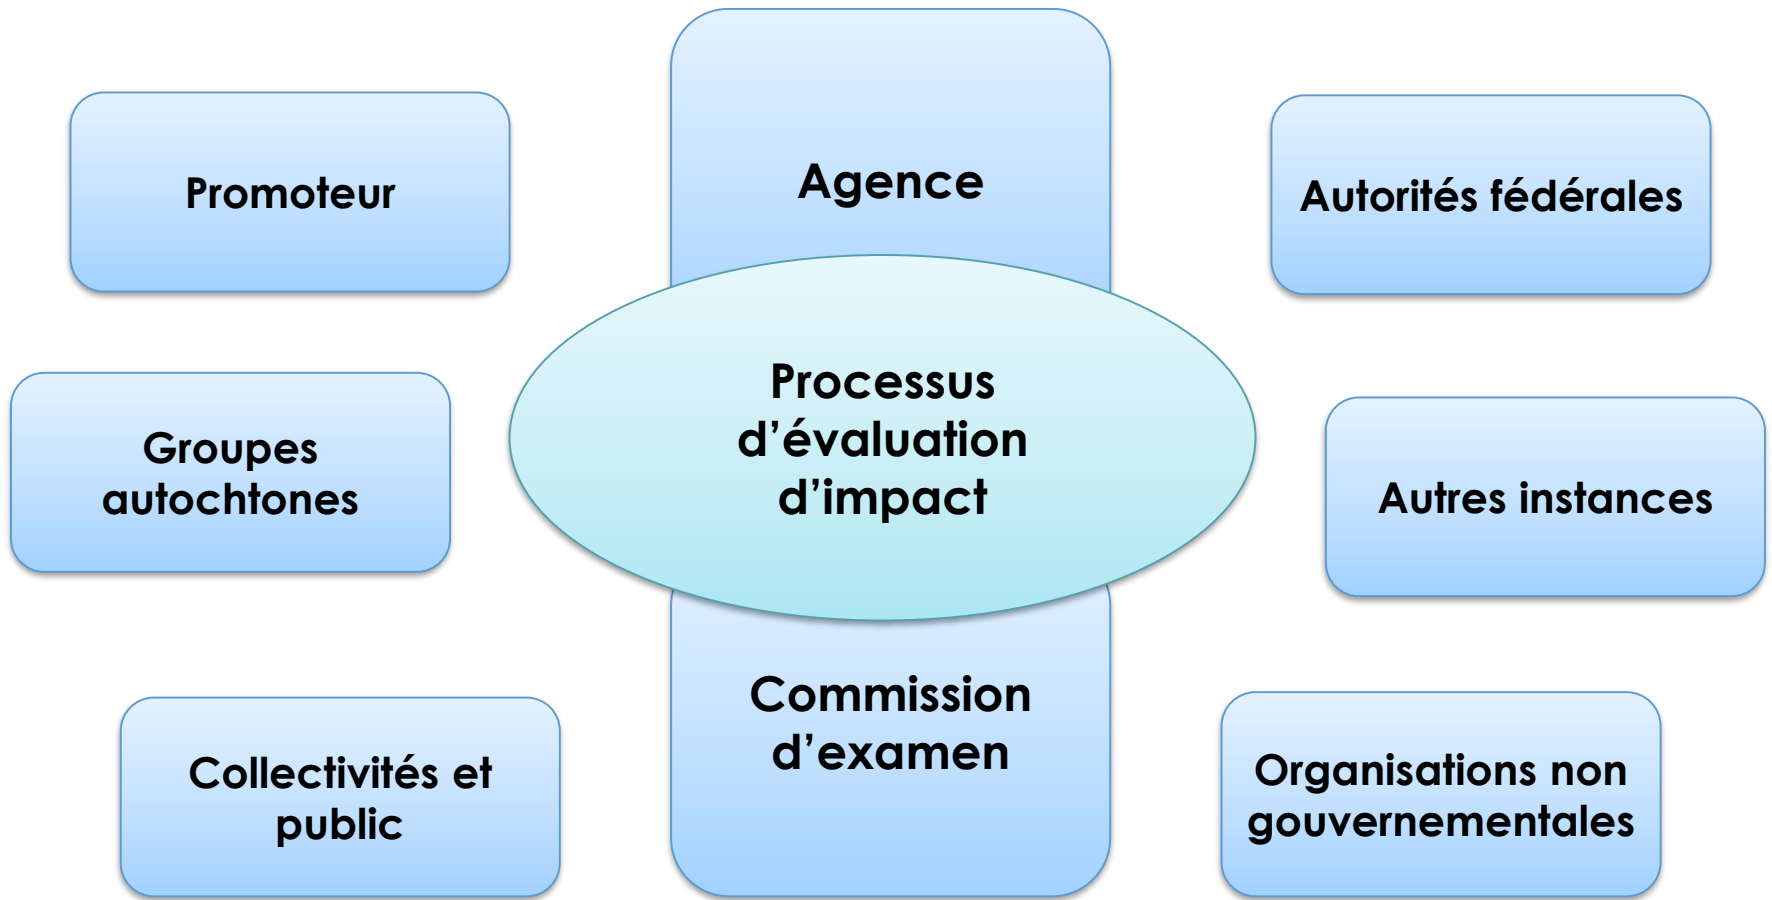 Promoteur
Agence
Autorités fédérales
Groupes
autochtones
Processus
d’évaluation
d’impact
Autres instances
Collectivités et
public
Commission
d’examen
Organisations non
gouvernementales